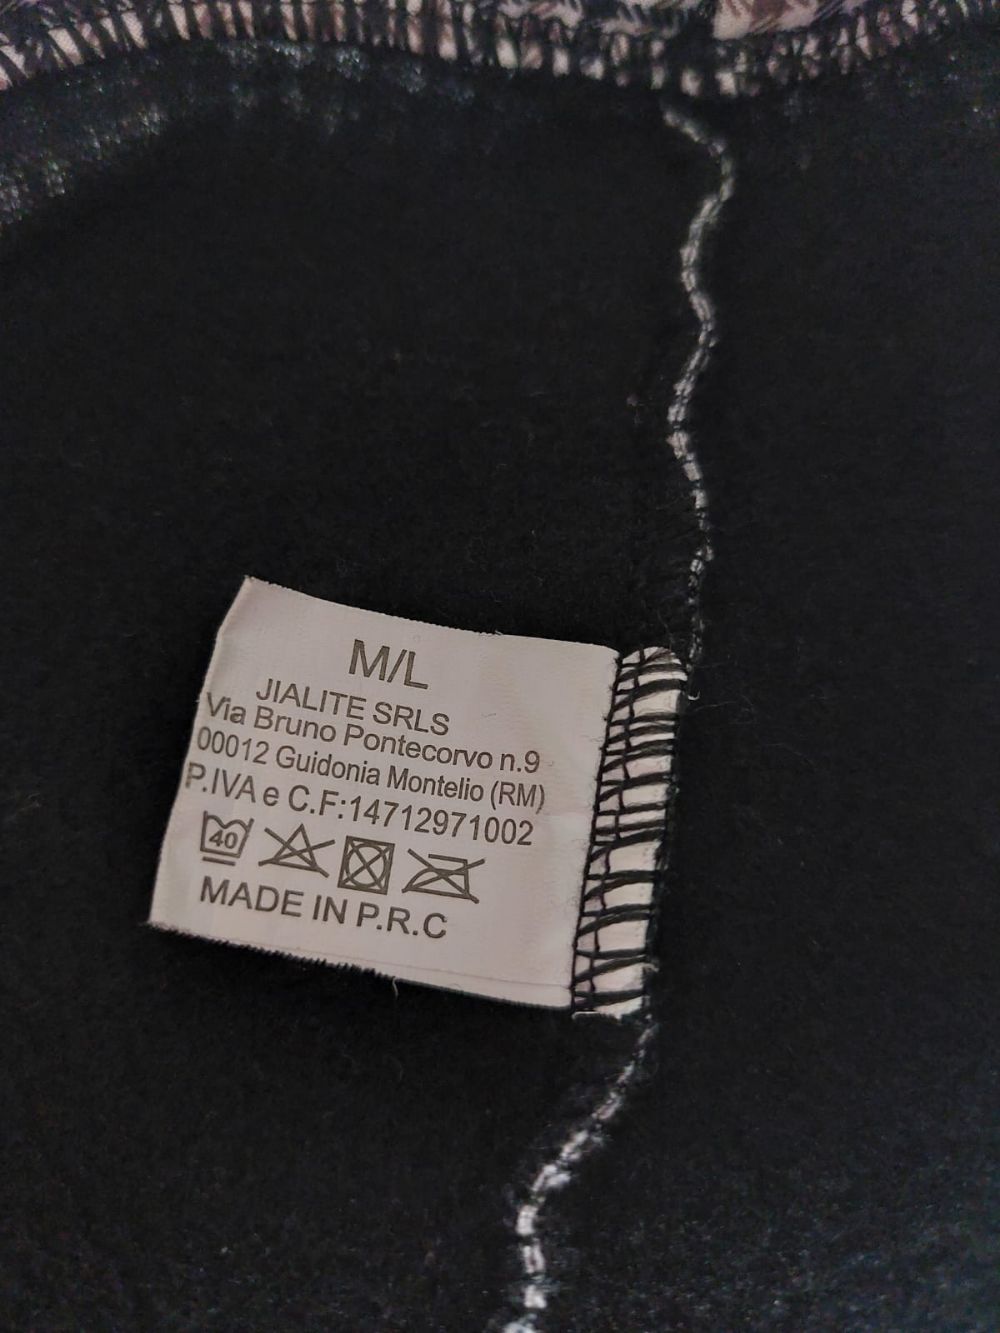 M/L
JIALITE SRLS
Via Bruno Pontecorvo n.9
00012 Guidonia Montelio (RM)
P.IVA e C.F:14712971002
40
MADE IN P.R.C